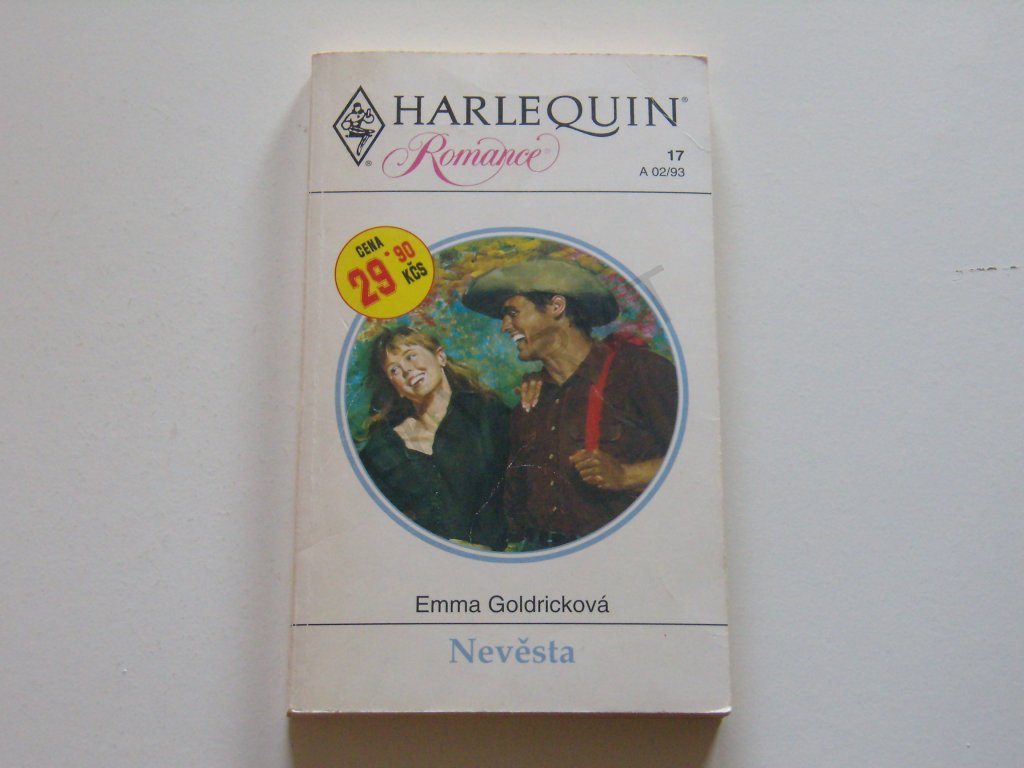 HARLEQUIN®
Romance®
®
17
A 02/93
CENA
29·90
KČS
Emma Goldricková
Nevěsta